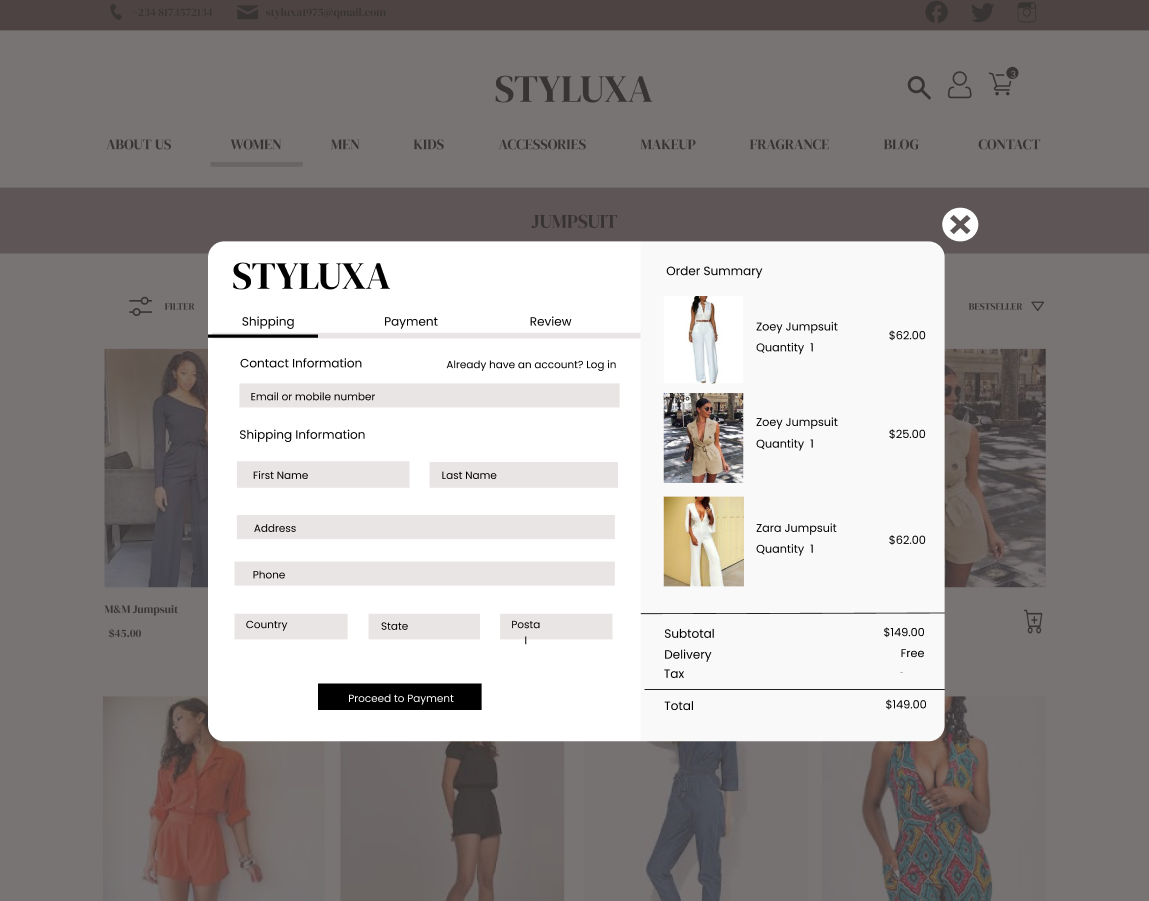 +234 8173572134 styluxa1975@gmail.com
STYLUXA
3
ABOUT US WOMEN MEN KIDS ACCESSORIES MAKEUP FRAGRANCE BLOG CONTACT
JUMPSUIT
FILTER BESTSELLER
STYLUXA
Shipping Payment Review
Contact Information Already have an account? Log in
Email or mobile number
Shipping Information
First Name Last Name
Address
Phone
Country State Posta
l
Proceed to Payment
Order Summary
Zoey Jumpsuit
Quantity 1 $62.00
Zoey Jumpsuit
Quantity 1 $25.00
Zara Jumpsuit
Quantity 1 $62.00
Subtotal $149.00
Delivery Free
Tax -
Total $149.00
M&M Jumpsuit
$45.00